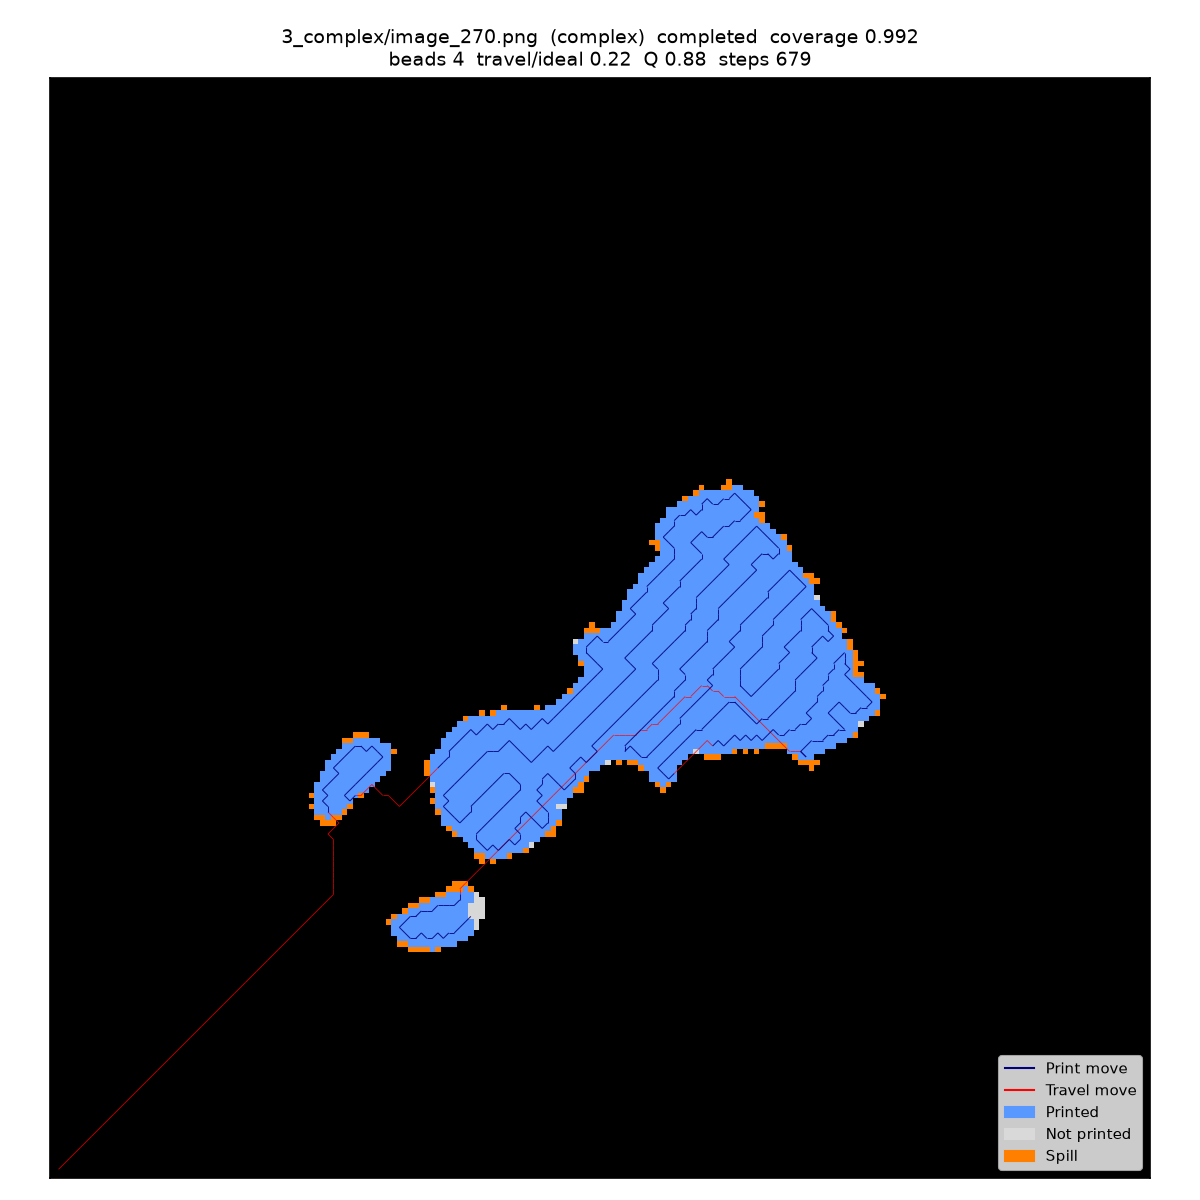 3_complex/image_270.png  (complex)  completed  coverage 0.992
beads 4  travel/ideal 0.22  Q 0.88  steps 679
Print move
Travel move
Printed
Not printed
Spill